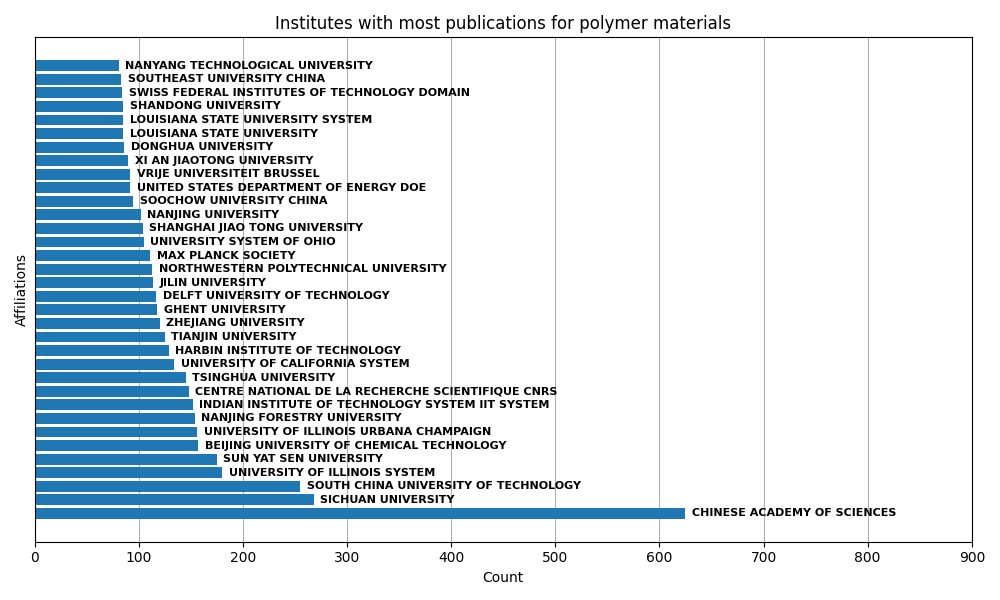 Institutes with most publications for polymer materials
NANYANG TECHNOLOGICAL UNIVERSITY
SOUTHEAST UNIVERSITY CHINA
SWISS FEDERAL INSTITUTES OF TECHNOLOGY DOMAIN
SHANDONG UNIVERSITY
LOUISIANA STATE UNIVERSITY SYSTEM
LOUISIANA STATE UNIVERSITY
DONGHUA UNIVERSITY
XI AN JIAOTONG UNIVERSITY
VRIJE UNIVERSITEIT BRUSSEL
UNITED STATES DEPARTMENT OF ENERGY DOE
SOOCHOW UNIVERSITY CHINA
NANJING UNIVERSITY
SHANGHAI JIAO TONG UNIVERSITY
UNIVERSITY SYSTEM OF OHIO
MAX PLANCK SOCIETY
NORTHWESTERN POLYTECHNICAL UNIVERSITY
JILIN UNIVERSITY
DELFT UNIVERSITY OF TECHNOLOGY
GHENT UNIVERSITY
ZHEJIANG UNIVERSITY
TIANJIN UNIVERSITY
HARBIN INSTITUTE OF TECHNOLOGY
UNIVERSITY OF CALIFORNIA SYSTEM
TSINGHUA UNIVERSITY
CENTRE NATIONAL DE LA RECHERCHE SCIENTIFIQUE CNRS
INDIAN INSTITUTE OF TECHNOLOGY SYSTEM IIT SYSTEM
NANJING FORESTRY UNIVERSITY
UNIVERSITY OF ILLINOIS URBANA CHAMPAIGN
BEIJING UNIVERSITY OF CHEMICAL TECHNOLOGY
SUN YAT SEN UNIVERSITY
UNIVERSITY OF ILLINOIS SYSTEM
SOUTH CHINA UNIVERSITY OF TECHNOLOGY
SICHUAN UNIVERSITY
CHINESE ACADEMY OF SCIENCES
Affiliations
0 100 200 300 400 500 600 700 800 900
Count